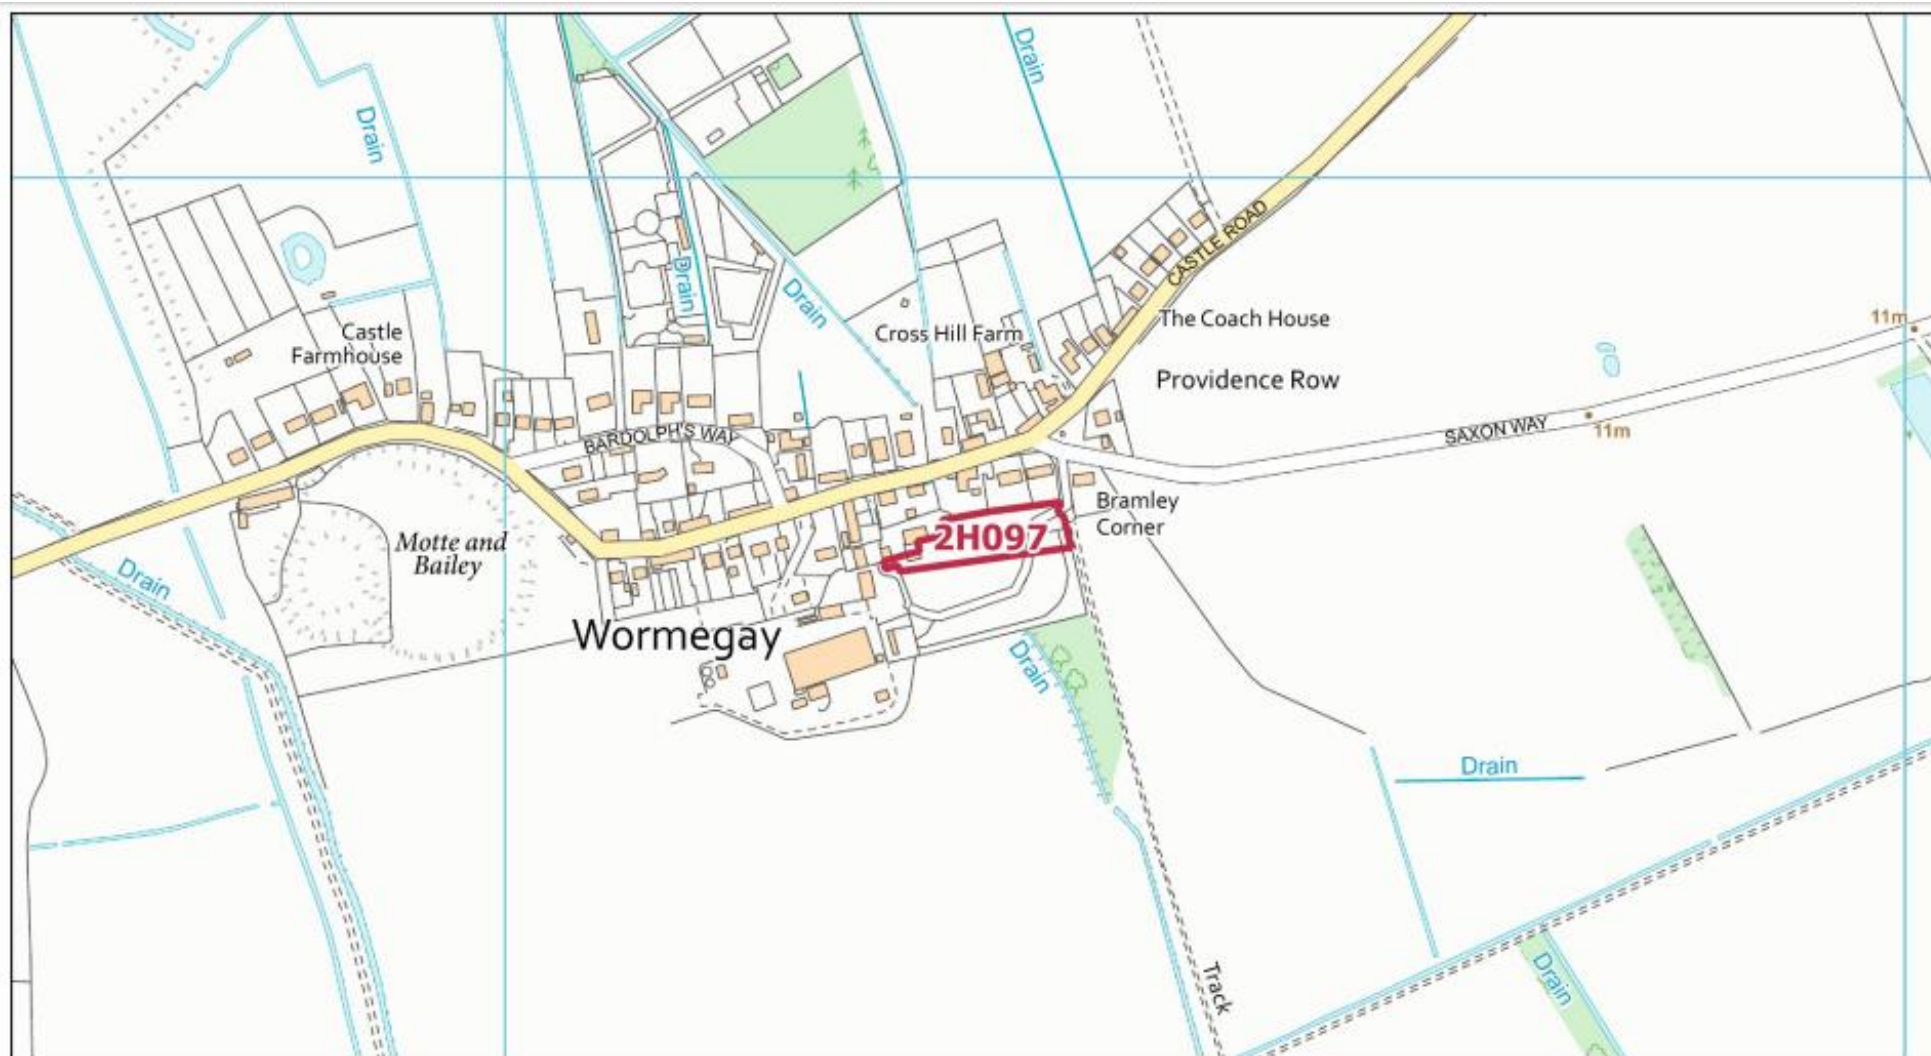 Drain
Drain
CASTLE ROAD
Drain
Drain
The Coach House
11m
Castle
Farmhouse
Cross Hill Farm
Providence Row
BARDOLPH'S WAY
SAXON WAY
11m
Bramley
Corner
2H097
Motte and
Bailey
Drain
Wormegay
Drain
Drain
Track
Drain